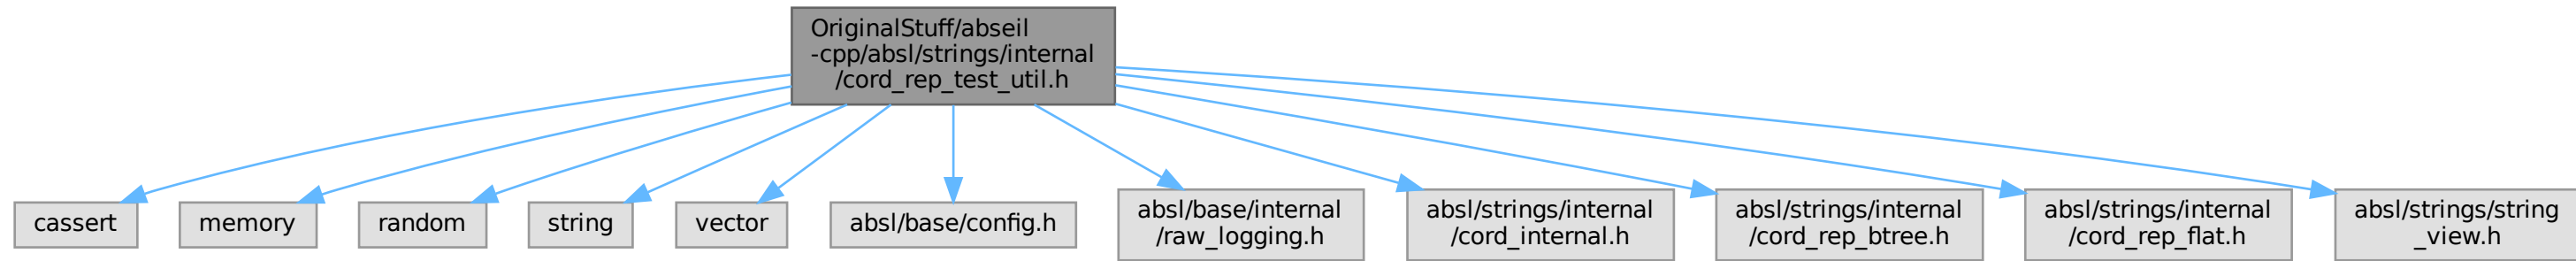 OriginalStuff/abseil
-cpp/absl/strings/internal
/cord_rep_test_util.h
cassert
memory
random
string
vector
absl/base/config.h
absl/base/internal
/raw_logging.h
absl/strings/internal
/cord_internal.h
absl/strings/internal
/cord_rep_btree.h
absl/strings/internal
/cord_rep_flat.h
absl/strings/string
_view.h